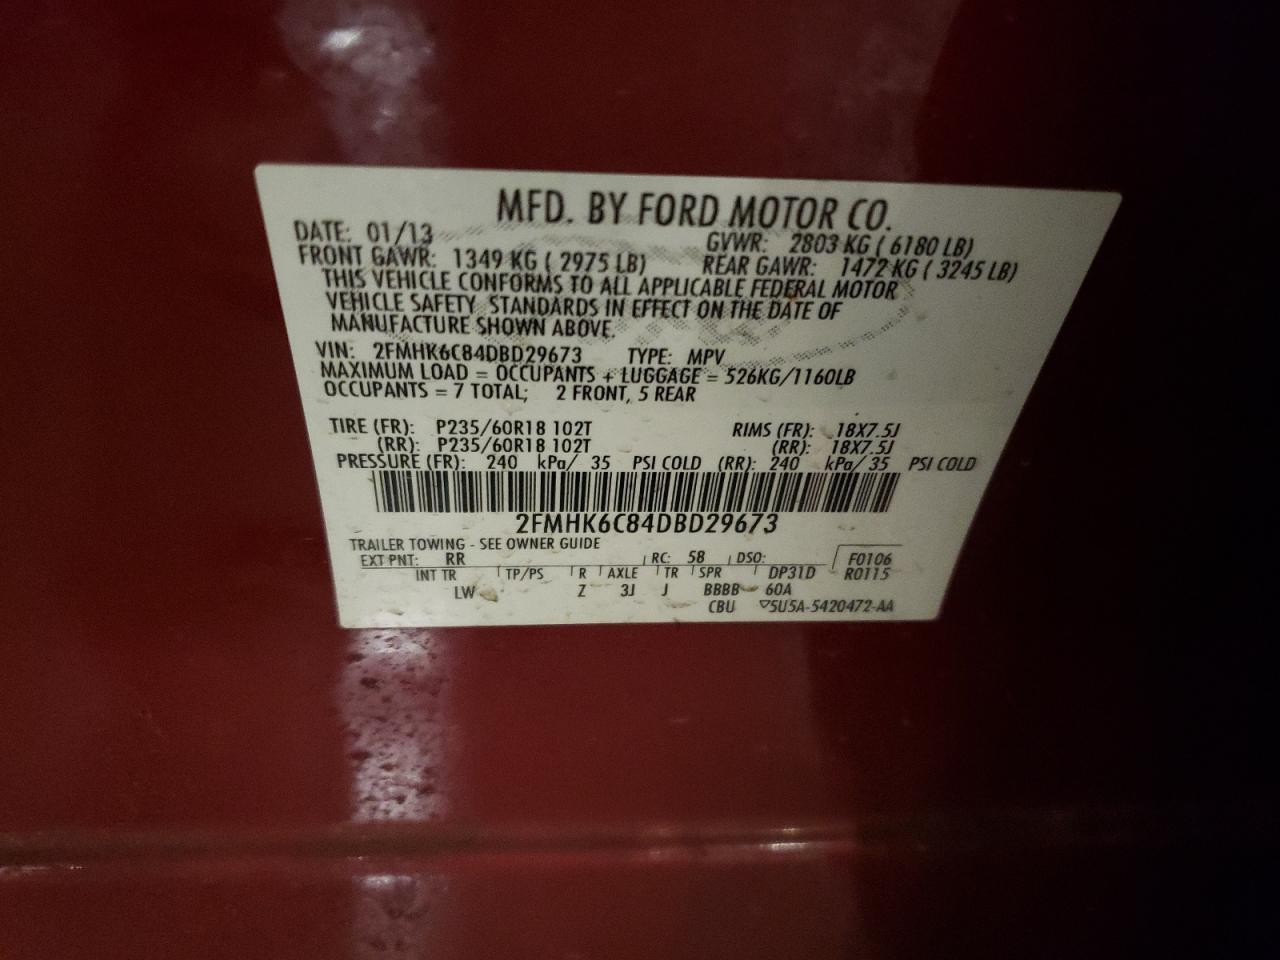 MFD. BY FORD MOTOR CO.
DATE: 01/13 GVWR: 2803 KG ( 6180 LB)
FRONT GAWR: 1349 KG ( 2975 LB) REAR GAWR: 1472 KG ( 3245 LB)
THIS VEHICLE CONFORMS TO ALL APPLICABLE FEDERAL MOTOR
VEHICLE SAFETY STANDARDS IN EFFECT ON THE DATE OF
MANUFACTURE SHOWN ABOVE.
VIN: 2FMHK6C84DBD29673 TYPE: MPV
MAXIMUM LOAD = OCCUPANTS + LUGGAGE = 526KG/1160LB
OCCUPANTS = 7 TOTAL; 2 FRONT, 5 REAR
TIRE (FR): P235/60R18 102T RIMS (FR): 18X7.5J
(RR): P235/60R18 102T (RR): 18X7.5J
PRESSURE (FR): 240 kPa/ 35 PSI COLD (RR): 240 kPa/ 35 PSI COLD
2FMHK6C84DBD29673
TRAILER TOWING - SEE OWNER GUIDE
EXT PNT: RR RC: 58 DSO: F0106
INT TR TP/PS R AXLE TR SPR DP31D R0115
LW Z 3J J BBBB 60A
CBU ▽5U5A-5420472-AA